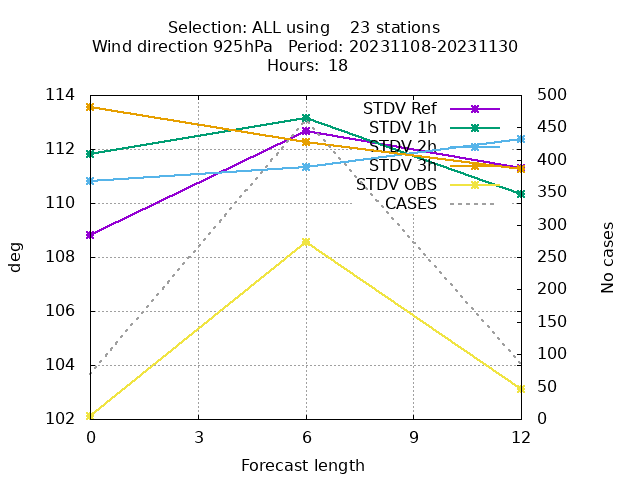 Selection: ALL using    23 stations
Wind direction 925hPa   Period: 20231108-20231130
Hours:  18
114
112
110
108
106
104
102
500
450
400
350
300
250
200
150
100
50
0
0
3
6
9
12
deg
No cases
Forecast length
STDV Ref
STDV 1h
STDV 2h
STDV 3h
STDV OBS
CASES